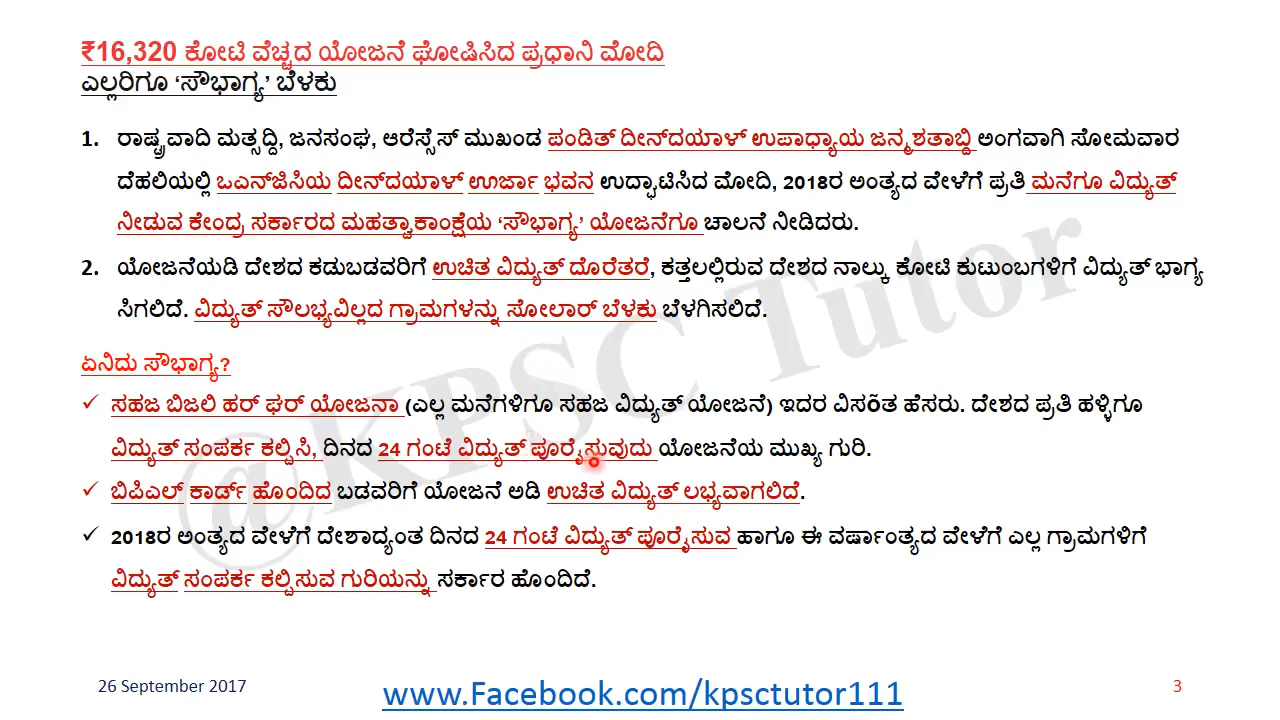 ₹16,320 ಕೋಟಿ ವೆಚ್ಚದ ಯೋಜನೆ ಘೋಷಿಸಿದ ಪ್ರಧಾನಿ ಮೋದಿ
ಎಲ್ಲರಿಗೂ ‘ಸೌಭಾಗ್ಯ’ ಬೆಳಕು
1. ರಾಷ್ಟ್ರವಾದಿ ಮತ್ಸದ್ದಿ, ಜನಸಂಘ, ಆರೆಸ್ಸೆಸ್ ಮುಖಂಡ ಪಂಡಿತ್ ದೀನ್‌ದಯಾಳ್ ಉಪಾಧ್ಯಾಯ ಜನ್ಮಶತಾಬ್ದಿ ಅಂಗವಾಗಿ ಸೋಮವಾರ
ದೆಹಲಿಯಲ್ಲಿ ಒಎನ್‌ಜಿಸಿಯ ದೀನ್‌ದಯಾಳ್ ಊರ್ಜಾ ಭವನ ಉದ್ಘಾಟಿಸಿದ ಮೋದಿ, 2018ರ ಅಂತ್ಯದ ವೇಳೆಗೆ ಪ್ರತಿ ಮನೆಗೂ ವಿದ್ಯುತ್
ನೀಡುವ ಕೇಂದ್ರ ಸರ್ಕಾರದ ಮಹತ್ವಾಕಾಂಕ್ಷೆಯ ‘ಸೌಭಾಗ್ಯ’ ಯೋಜನೆಗೂ ಚಾಲನೆ ನೀಡಿದರು.
2. ಯೋಜನೆಯಡಿ ದೇಶದ ಕಡುಬಡವರಿಗೆ ಉಚಿತ ವಿದ್ಯುತ್ ದೊರೆತರೆ, ಕತ್ತಲಲ್ಲಿರುವ ದೇಶದ ನಾಲ್ಕು ಕೋಟಿ ಕುಟುಂಬಗಳಿಗೆ ವಿದ್ಯುತ್ ಭಾಗ್ಯ
ಸಿಗಲಿದೆ. ವಿದ್ಯುತ್ ಸೌಲಭ್ಯವಿಲ್ಲದ ಗ್ರಾಮಗಳನ್ನು ಸೋಲಾರ್ ಬೆಳಕು ಬೆಳಗಿಸಲಿದೆ.
ಏನಿದು ಸೌಭಾಗ್ಯ?
✓ ಸಹಜ ಬಿಜಲಿ ಹರ್ ಘರ್ ಯೋಜನಾ (ಎಲ್ಲ ಮನೆಗಳಿಗೂ ಸಹಜ ವಿದ್ಯುತ್ ಯೋಜನೆ) ಇದರ ವಿಸõತ ಹೆಸರು. ದೇಶದ ಪ್ರತಿ ಹಳ್ಳಿಗೂ
ವಿದ್ಯುತ್ ಸಂಪರ್ಕ ಕಲ್ಪಿಸಿ, ದಿನದ 24 ಗಂಟೆ ವಿದ್ಯುತ್ ಪೂರೈಸುವುದು ಯೋಜನೆಯ ಮುಖ್ಯ ಗುರಿ.
✓ ಬಿಪಿಎಲ್ ಕಾರ್ಡ್ ಹೊಂದಿದ ಬಡವರಿಗೆ ಯೋಜನೆ ಅಡಿ ಉಚಿತ ವಿದ್ಯುತ್ ಲಭ್ಯವಾಗಲಿದೆ.
✓ 2018ರ ಅಂತ್ಯದ ವೇಳೆಗೆ ದೇಶಾದ್ಯಂತ ದಿನದ 24 ಗಂಟೆ ವಿದ್ಯುತ್ ಪೂರೈಸುವ ಹಾಗೂ ಈ ವರ್ಷಾಂತ್ಯದ ವೇಳೆಗೆ ಎಲ್ಲ ಗ್ರಾಮಗಳಿಗೆ
ವಿದ್ಯುತ್ ಸಂಪರ್ಕ ಕಲ್ಪಿಸುವ ಗುರಿಯನ್ನು ಸರ್ಕಾರ ಹೊಂದಿದೆ.
@KPSC Tutor
26 September 2017
www.Facebook.com/kpsctutor111
3